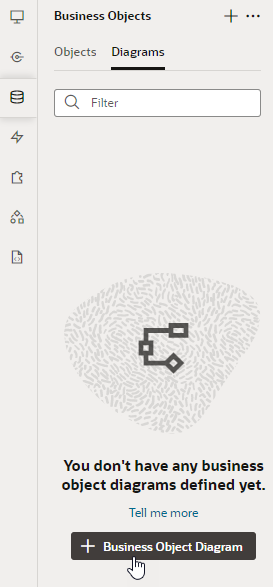 Business Objects
Objects Diagrams
Filter
You don't have any business
object diagrams defined yet.
Tell me more
Business Object Diagram